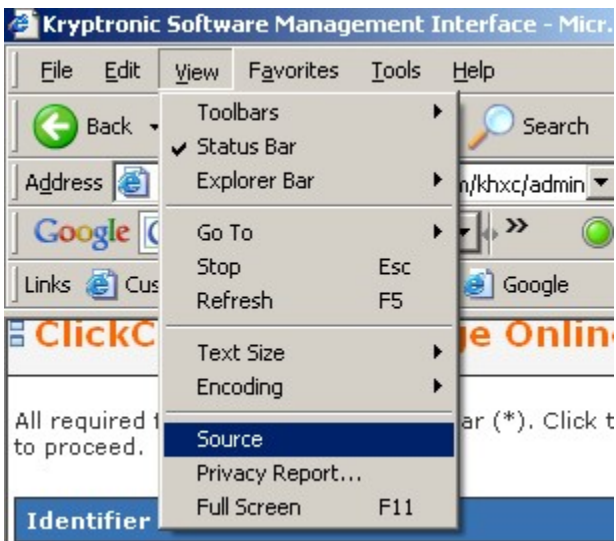 Kryptronic Software Management Interface - Micr.
File Edit View Favorites Tools Help
Back Search
Toolbars
Status Bar
Address n/khxc/admin
Explorer Bar
Google
Go To
Stop Esc
Links Cus Google
Refresh F5
ClickC ge Onlin
Text Size
Encoding
All required f ar (*). Click t
to proceed.
Source
Privacy Report...
Full Screen F11
Identifier